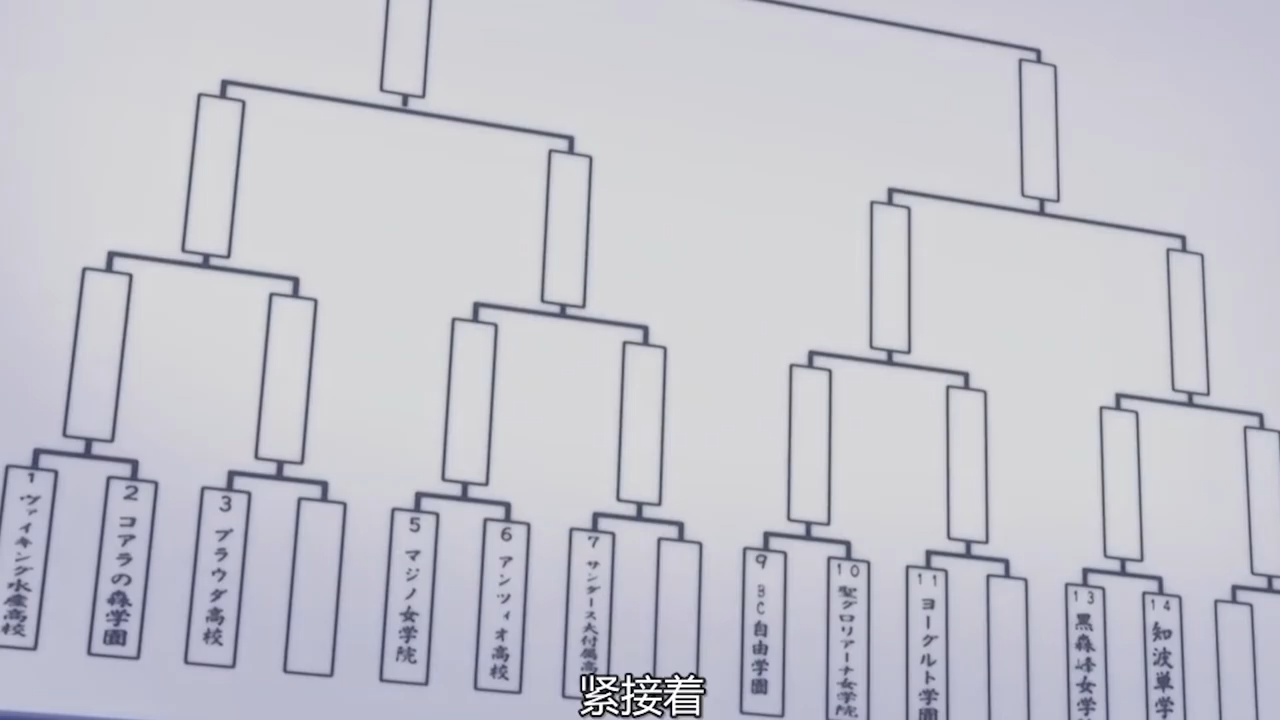 1 ヴァイキング水産高校
2 コアラの森学園
3 プラウダ高校
5 マジノ女学院
6 アンツィオ高校
7 サンダース大付属高
9 BC自由学園
10 聖グロリアーナ女学院
11 ヨーグルト学園
13 黒森峰女学
14 知波単学
紧接着